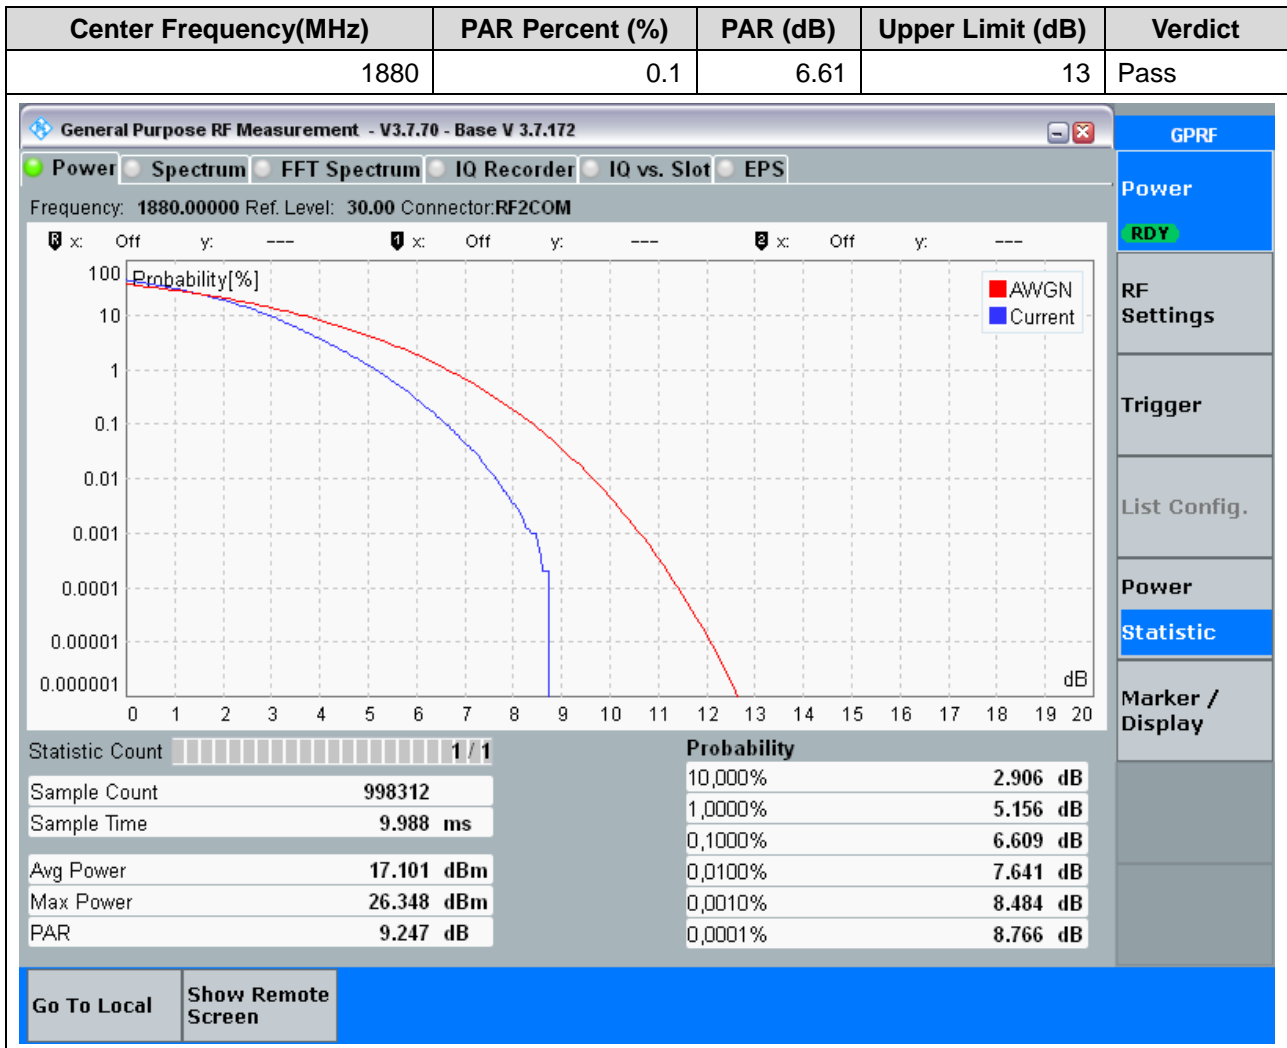 Center Frequency(MHz) PAR Percent (%) PAR (dB) Upper Limit (dB) Verdict
1880 0.1 6.61 13 Pass
General Purpose RF Measurement - V3.7.70 - Base V 3.7.172
GPRF
Power Spectrum FFT Spectrum IQ Recorder IQ vs. Slot EPS
Frequency: 1880.00000 Ref. Level: 30.00 Connector:RF2COM
R x: Off y: --- 1 x: Off y: --- 2 x: Off y: ---
Probability[%]
AWGN
Current
100
10
1
0.1
0.01
0.001
0.0001
0.00001
0.000001
dB
0 1 2 3 4 5 6 7 8 9 10 11 12 13 14 15 16 17 18 19 20
Statistic Count 1 / 1
Sample Count 998312
Sample Time 9.988 ms
Avg Power 17.101 dBm
Max Power 26.348 dBm
PAR 9.247 dB
Probability
10,000% 2.906 dB
1,0000% 5.156 dB
0,1000% 6.609 dB
0,0100% 7.641 dB
0,0010% 8.484 dB
0,0001% 8.766 dB
Power
RDY
RF
Settings
Trigger
List Config.
Power
Statistic
Marker /
Display
Go To Local
Show Remote
Screen